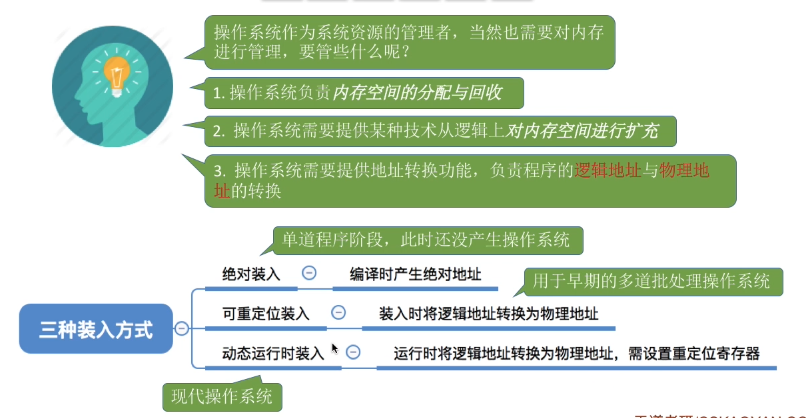 操作系统作为系统资源的管理者，当然也需要对内存
进行管理，要管些什么呢？
1. 操作系统负责内存空间的分配与回收
2. 操作系统需要提供某种技术从逻辑上对内存空间进行扩充
3. 操作系统需要提供地址转换功能，负责程序的逻辑地址与物理地
址的转换
单道程序阶段，此时还没产生操作系统
绝对装入 编译时产生绝对地址
用于早期的多道批处理操作系统
可重定位装入 装入时将逻辑地址转换为物理地址
三种装入方式
动态运行时装入 运行时将逻辑地址转换为物理地址，需设置重定位寄存器
现代操作系统